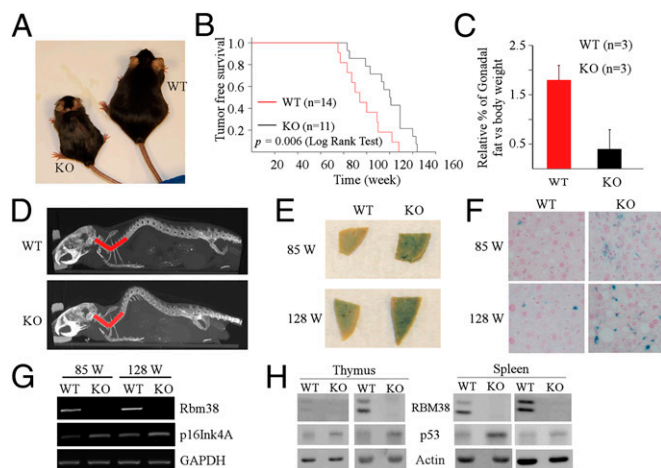 A
WT
KO
B
Tumor free survival
1.0
0.8
0.6
0.4
0.2
WT (n=14)
KO (n=11)
p = 0.006 (Log Rank Test)
20 40 60 80 100 120 140 160
Time (week)
C
Relative % of Gonadal
fat vs body weight
2.5
1.5
0.5
0
WT (n=3)
KO (n=3)
WT KO
D
WT
KO
E
WT KO
85 W
128 W
F
WT KO
85 W
128 W
G
85 W 128 W
WT KO WT KO
Rbm38
p16Ink4A
GAPDH
H
Thymus Spleen
WT KO WT KO WT KO WT KO
RBM38
p53
Actin